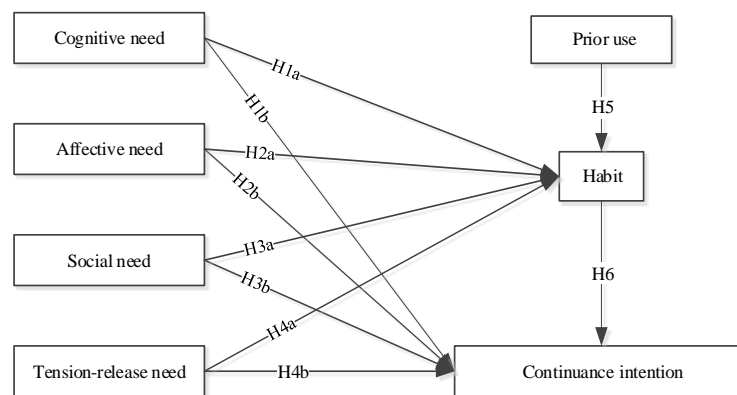 Cognitive need
Prior use
H1a
H1b
H5
Affective need
H2a
H2b
Habit
Social need
H3a
H3b
H6
H4a
Tension-release need
H4b
Continuance intention